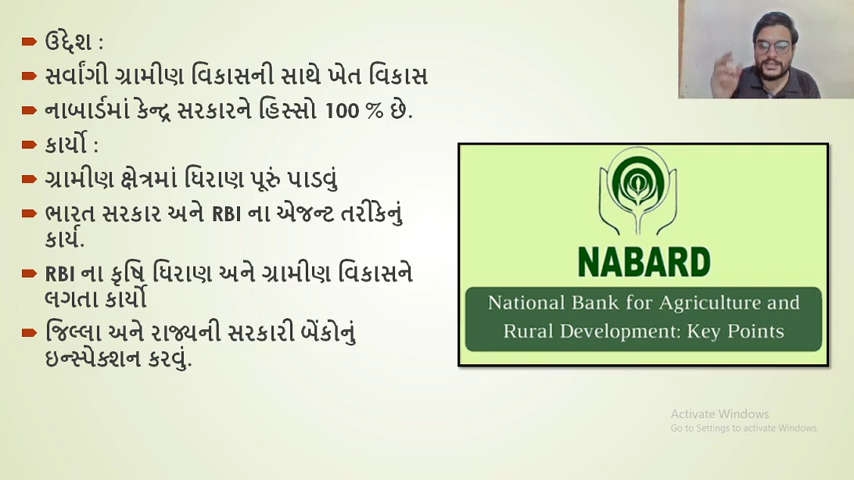 ઉદ્દેશ :
સર્વાંગી ગ્રામીણ વિકાસની સાથે ખેત વિકાસ
નાબાર્ડમાં કેન્દ્ર સરકારને હિસ્સો 100 % છે.
કાર્યો :
ગ્રામીણ ક્ષેત્રમાં ધિરાણ પૂરું પાડવું
ભારત સરકાર અને RBI ના એજન્ટ તરીકેનું
કાર્ય.
RBI ના કૃષિ ધિરાણ અને ગ્રામીણ વિકાસને
લગતા કાર્યો
જિલ્લા અને રાજ્યની સરકારી બેંકોનું
ઇન્સ્પેક્શન કરવું.
NABARD
National Bank for Agriculture and
Rural Development: Key Points
Activate Windows
Go to Settings to activate Windows.